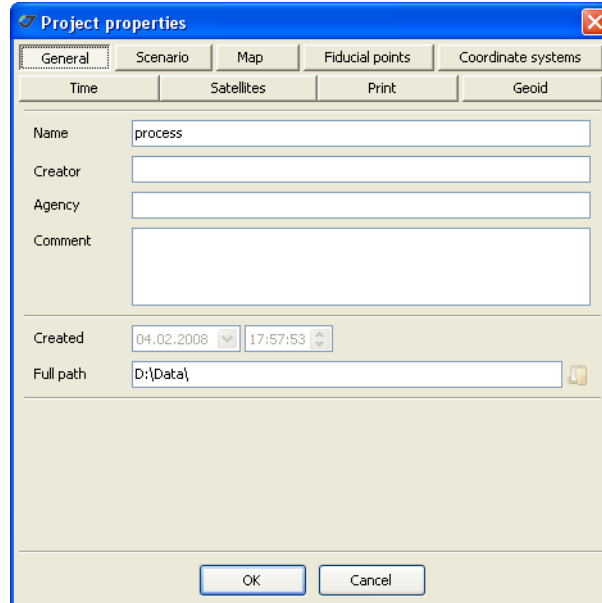 Project properties
General Scenario Map Fiducial points Coordinate systems
Time Satellites Print Geoid
Name process
Creator
Agency
Comment
Created 04.02.2008 17:57:53
Full path D:\Data\
OK Cancel